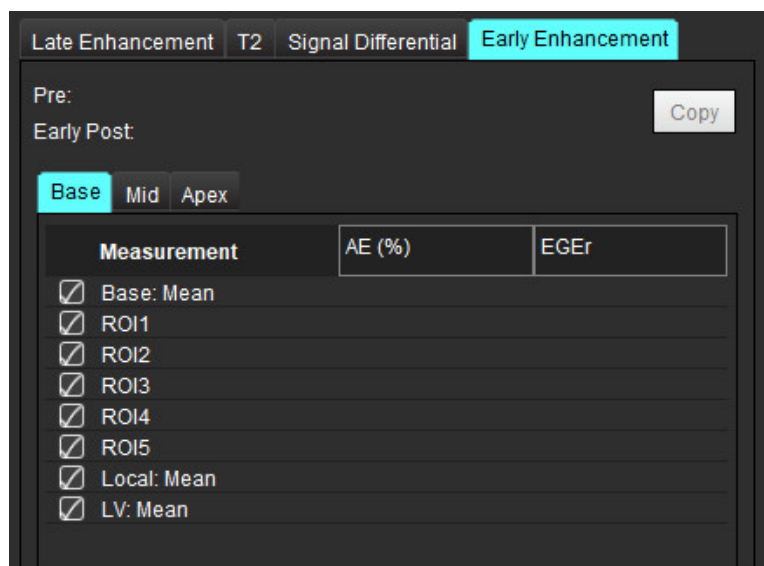 Late Enhancement T2 Signal Differential Early Enhancement
Pre:
Copy
Early Post:
Base Mid Apex
Measurement AE (%) EGEr
Base: Mean
ROI1
ROI2
ROI3
ROI4
ROI5
Local: Mean
LV: Mean